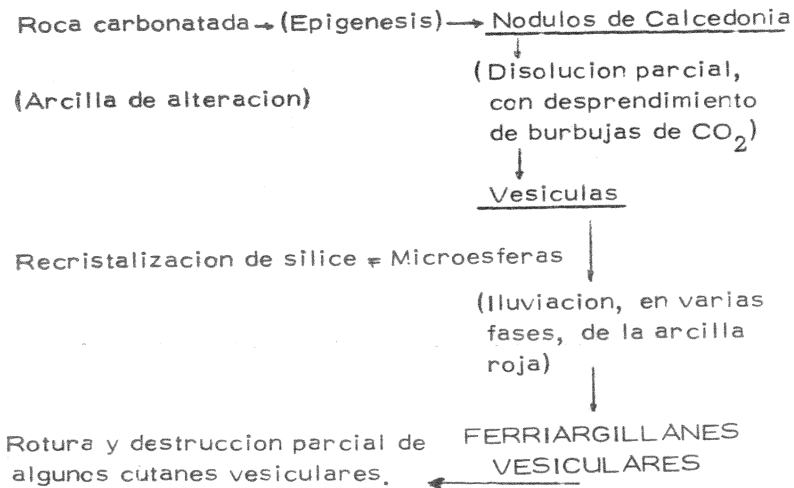 Roca carbonatada → (Epigenesis) → Nodulos de Calcedonia
(Disolucion parcial,
(Arcilla de alteracion)
con desprendimiento
de burbujas de CO2)
Vesiculas
Recristalizacion de silice = Microesferas
(Iluviacion, en varias
fases, de la arcilla
roja)
FERRIARGILLANES
VESICULARES
Rotura y destruccion parcial de
algunos cutanes vesiculares.